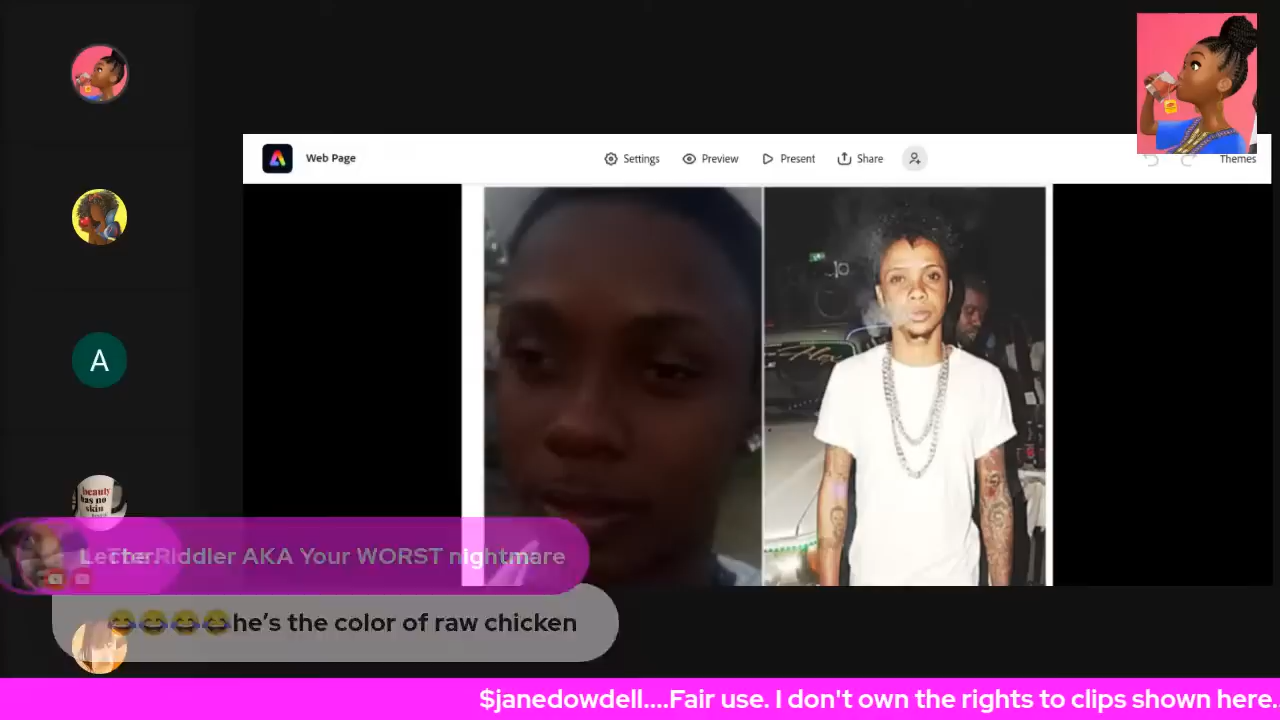 Web Page
Settings
Preview
Present
Share
Themes
A
beauty
has no
skin
Riddler AKA Your WORST nightmare
😂😂😂😂he’s the color of raw chicken
$janedowdell....Fair use. I don't own the rights to clips shown here.